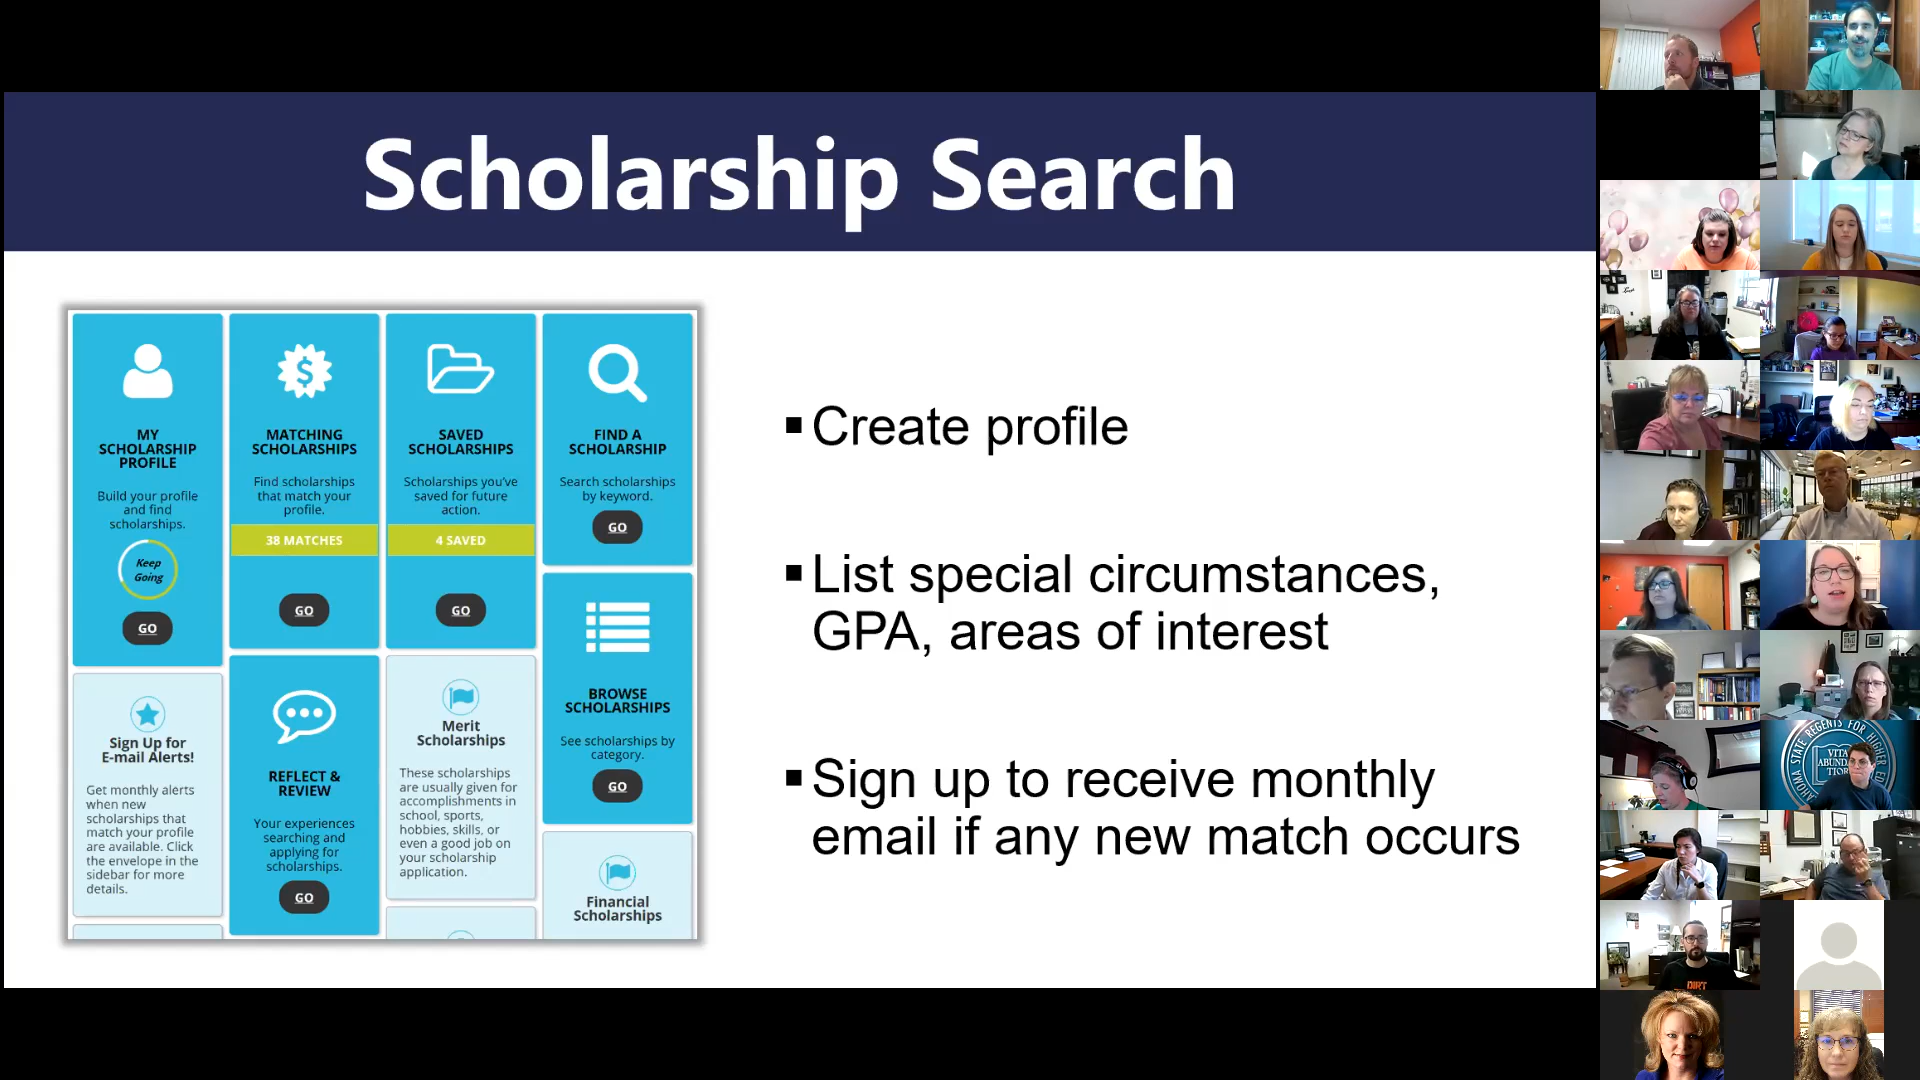 Scholarship Search
MY
SCHOLARSHIP
PROFILE
Build your profile
and find
scholarships.
Keep
Going
GO
MATCHING
SCHOLARSHIPS
Find scholarships
that match your
profile.
38 MATCHES
GO
SAVED
SCHOLARSHIPS
Scholarships you've
saved for future
action.
4 SAVED
GO
FIND A
SCHOLARSHIP
Search scholarships
by keyword.
GO
Sign Up for
E-mail Alerts!
Get monthly alerts
when new
scholarships that
match your profile
are available. Click
the envelope in the
sidebar for more
details.
REFLECT &
REVIEW
Your experiences
searching and
applying for
scholarships.
GO
Merit
Scholarships
These scholarships
are usually given for
accomplishments in
school, sports,
hobbies, skills, or
even a good job on
your scholarship
application.
BROWSE
SCHOLARSHIPS
See scholarships by
category.
GO
Financial
Scholarships
▪Create profile
▪List special circumstances,
GPA, areas of interest
▪Sign up to receive monthly
email if any new match occurs
STATE REGENTS FOR HIGHER
DIRT